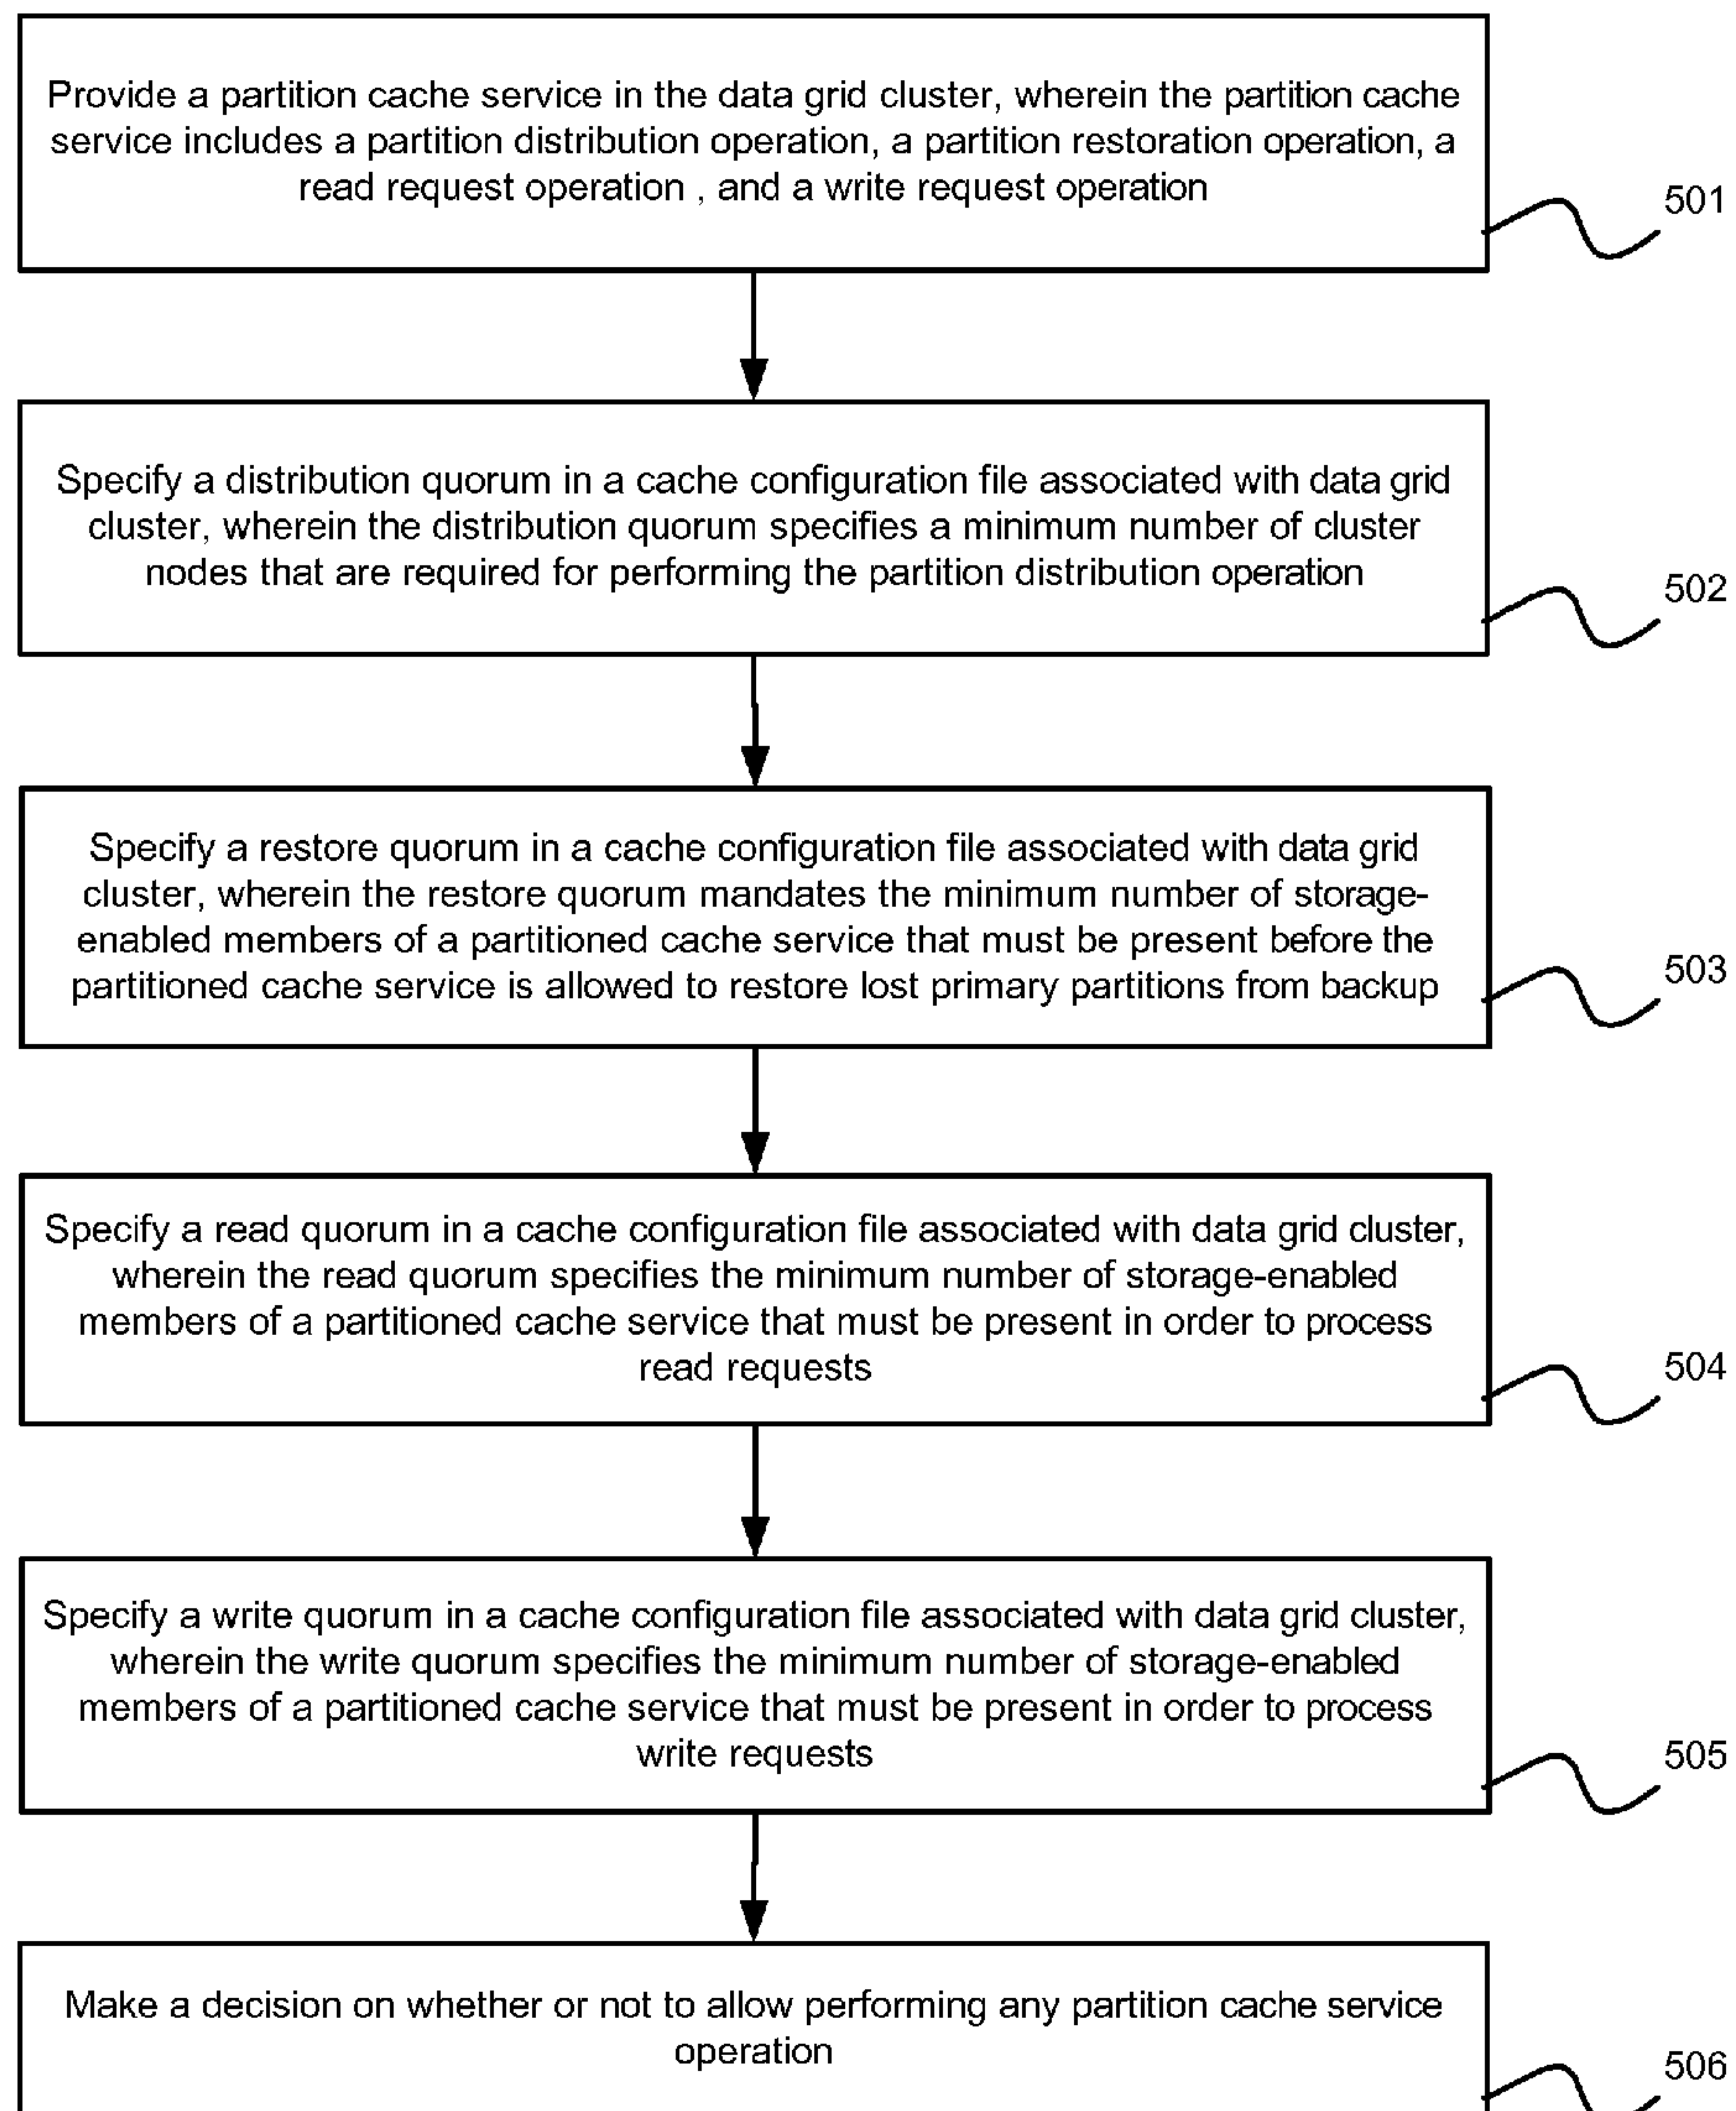 Provide a partition cache service in the data grid cluster, wherein the partition cache
service includes a partition distribution operation, a partition restoration operation, a
read request operation , and a write request operation
501
Specify a distribution quorum in a cache configuration file associated with data grid
cluster, wherein the distribution quorum specifies a minimum number of cluster
nodes that are required for performing the partition distribution operation
502
Specify a restore quorum in a cache configuration file associated with data grid
cluster, wherein the restore quorum mandates the minimum number of storage-
enabled members of a partitioned cache service that must be present before the
partitioned cache service is allowed to restore lost primary partitions from backup
503
Specify a read quorum in a cache configuration file associated with data grid cluster,
wherein the read quorum specifies the minimum number of storage-enabled
members of a partitioned cache service that must be present in order to process
read requests
504
Specify a write quorum in a cache configuration file associated with data grid cluster,
wherein the write quorum specifies the minimum number of storage-enabled
members of a partitioned cache service that must be present in order to process
write requests
505
Make a decision on whether or not to allow performing any partition cache service
operation
506